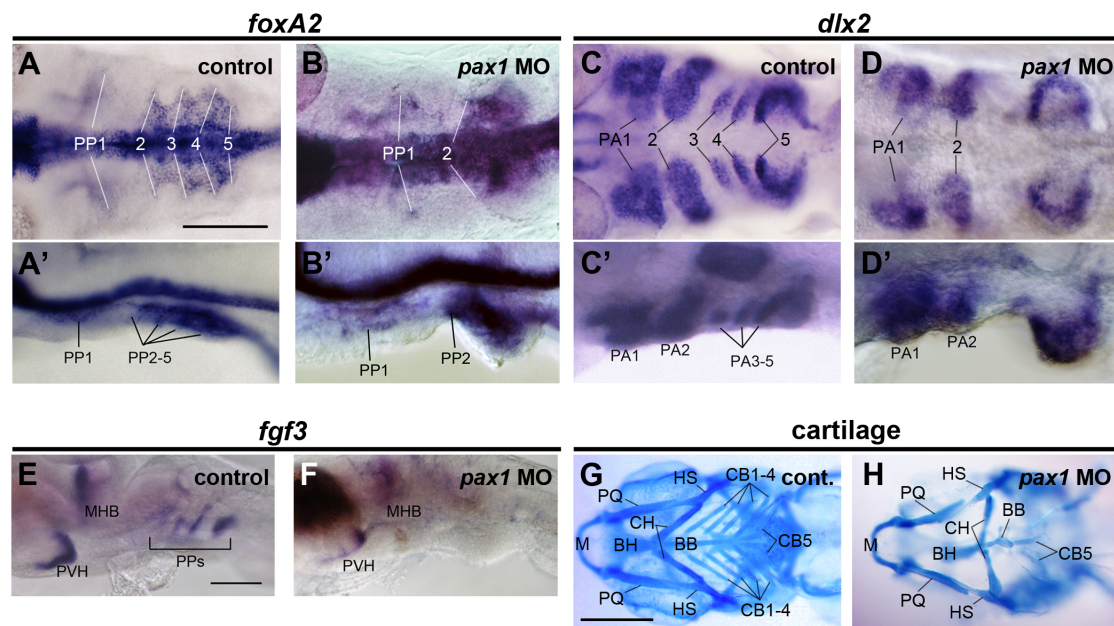 foxA2
dlx2
A
control
PP1
2
3
4
5
B
pax1 MO
PP1
2
C
control
PA1
2
3
4
5
D
pax1 MO
PA1
2
A'
PP1
PP2-5
B'
PP1
PP2
C'
PA1
PA2
PA3-5
D'
PA1
PA2
fgf3
cartilage
E
control
MHB
PVH
PPs
F
pax1 MO
MHB
PVH
G
cont.
HS
CB1-4
PQ
CH
M
BH
BB
CB5
PQ
HS
CB1-4
H
pax1 MO
HS
PQ
BB
CH
M
BH
CB5
PQ
HS